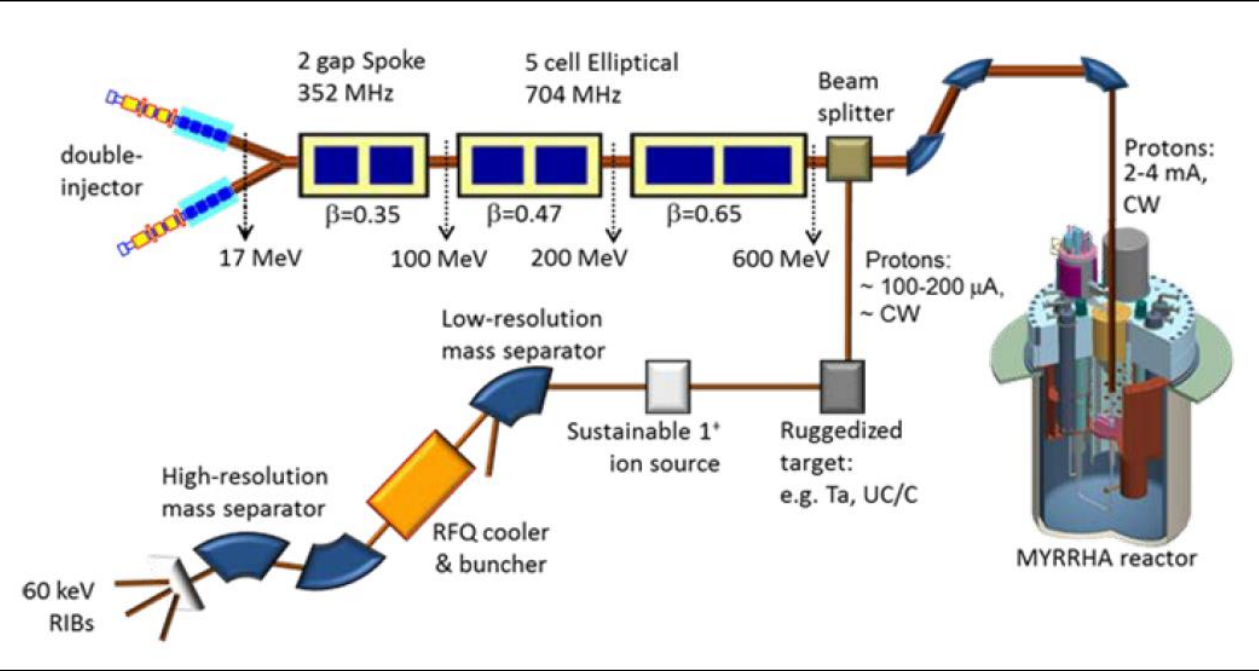 2 gap Spoke
352 MHz
5 cell Elliptical
704 MHz
Beam
splitter
double-
injector
β=0.35
β=0.47
β=0.65
17 MeV
100 MeV
200 MeV
600 MeV
Protons:
2-4 mA,
CW
Protons:
~ 100-200 μA,
~ CW
Low-resolution
mass separator
Sustainable 1⁺
ion source
Ruggedized
target:
e.g. Ta, UC/C
High-resolution
mass separator
RFQ cooler
& buncher
60 keV
RIBs
MYRRHA reactor